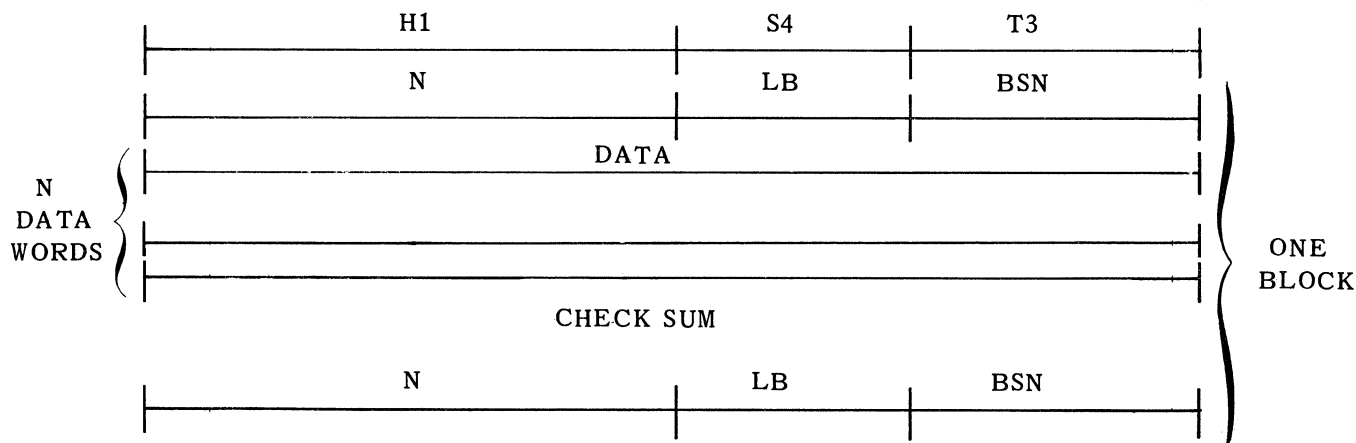 H1 S4 T3
N LB BSN
DATA
N
DATA
WORDS
ONE
BLOCK
CHECK SUM
N LB BSN